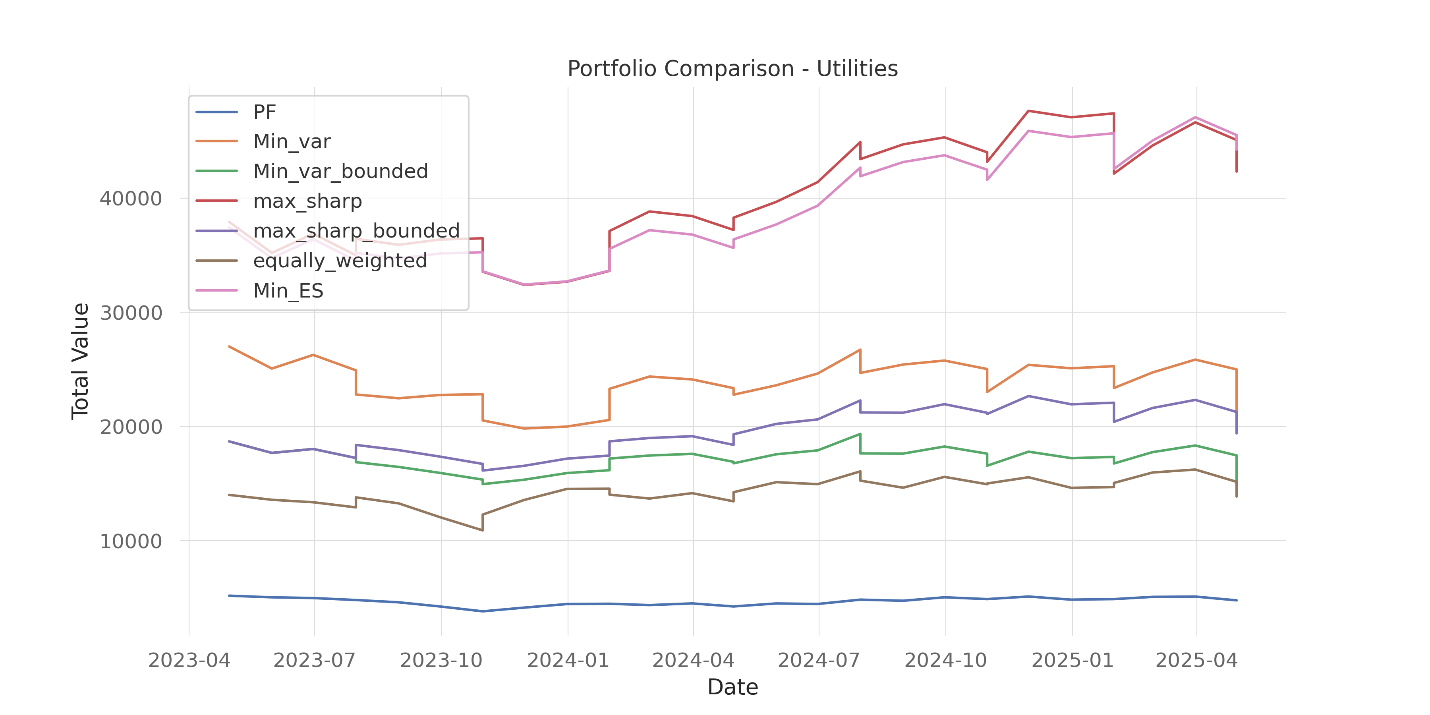 Portfolio Comparison - Utilities
PF
Min_var
Min_var_bounded
max_sharp
max_sharp_bounded
equally_weighted
Min_ES
Total Value
40000
30000
20000
10000
2023-04
2023-07
2023-10
2024-01
2024-04
2024-07
2024-10
2025-01
2025-04
Date